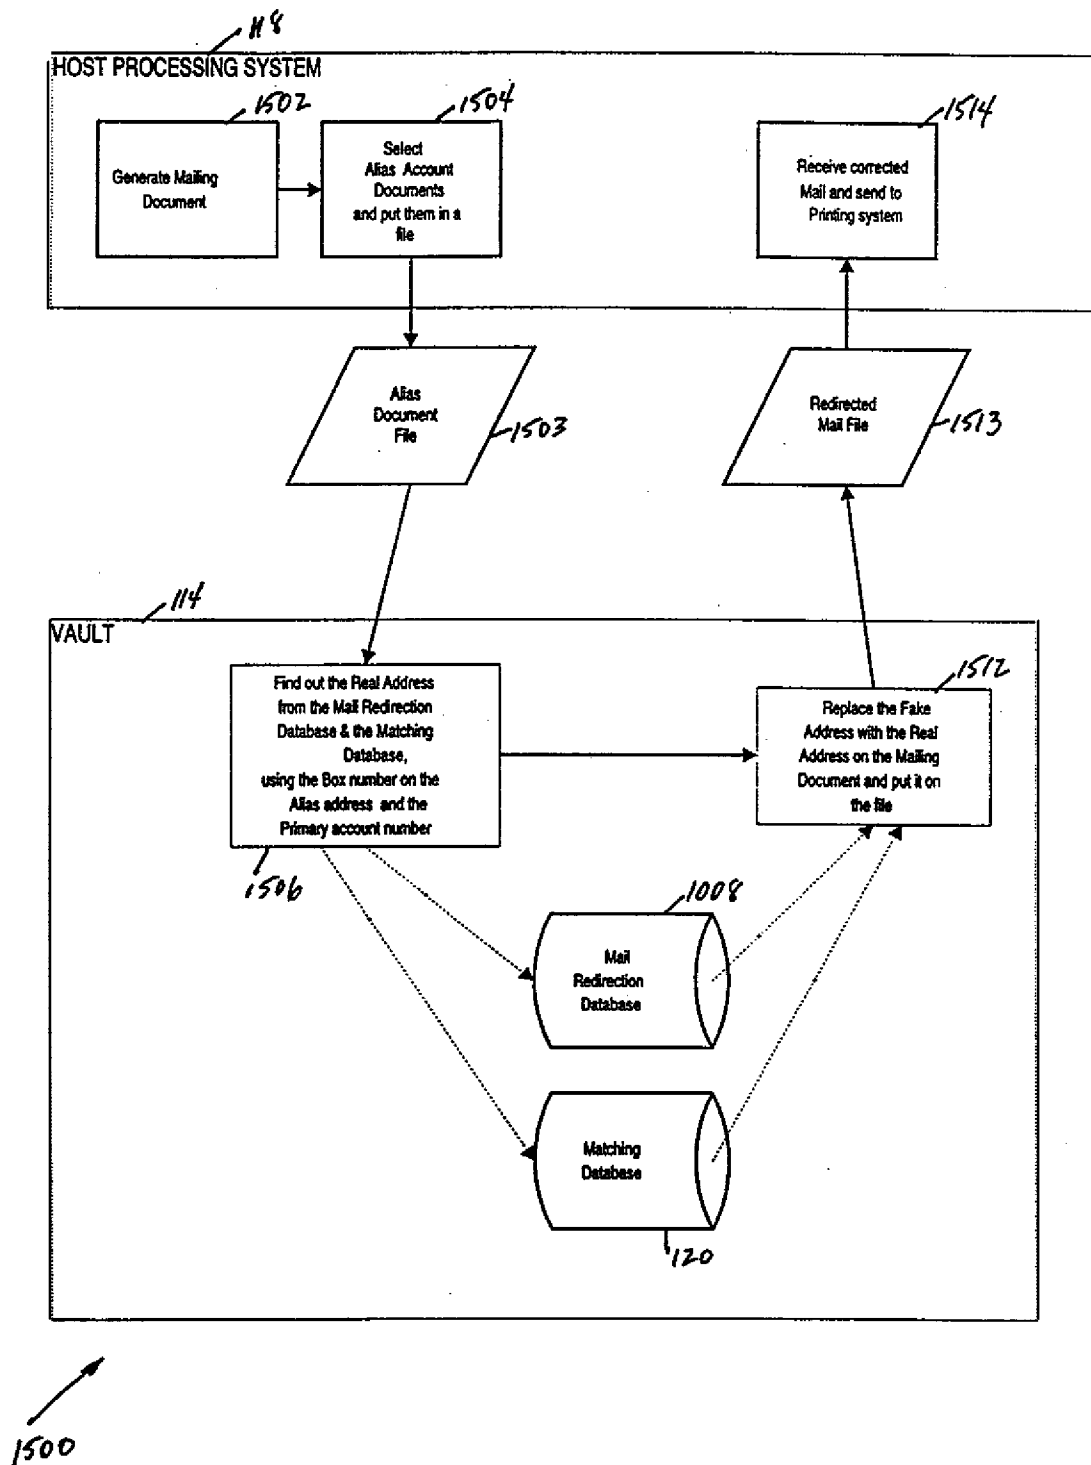 118
HOST PROCESSING SYSTEM
1502
Generate Mailing
Document
1504
Select
Alias Account
Documents
and put them in a
file
1514
Receive corrected
Mail and send to
Printing system
Alias
Document
File
1503
Redirected
Mail File
1513
114
VAULT
Find out the Real Address
from the Mail Redirection
Database & the Matching
Database,
using the Box number on the
Alias address and the
Primary account number
1506
1512
Replace the Fake
Address with the Real
Address on the Mailing
Document and put it on
the file
1008
Mail
Redirection
Database
Matching
Database
120
1500